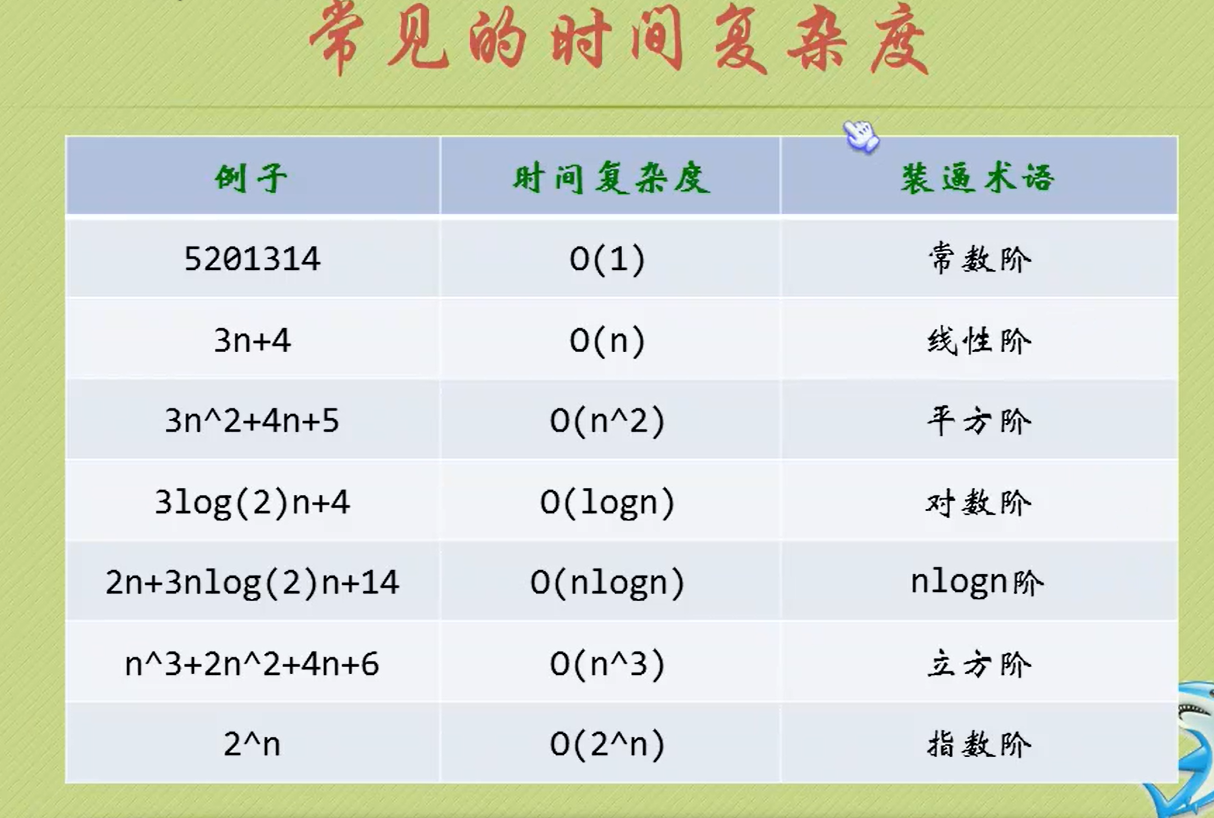 常见的时间复杂度
例子 时间复杂度 装逼术语
5201314 O(1) 常数阶
3n+4 O(n) 线性阶
3n^2+4n+5 O(n^2) 平方阶
3log(2)n+4 O(logn) 对数阶
2n+3nlog(2)n+14 O(nlogn) nlogn阶
n^3+2n^2+4n+6 O(n^3) 立方阶
2^n O(2^n) 指数阶